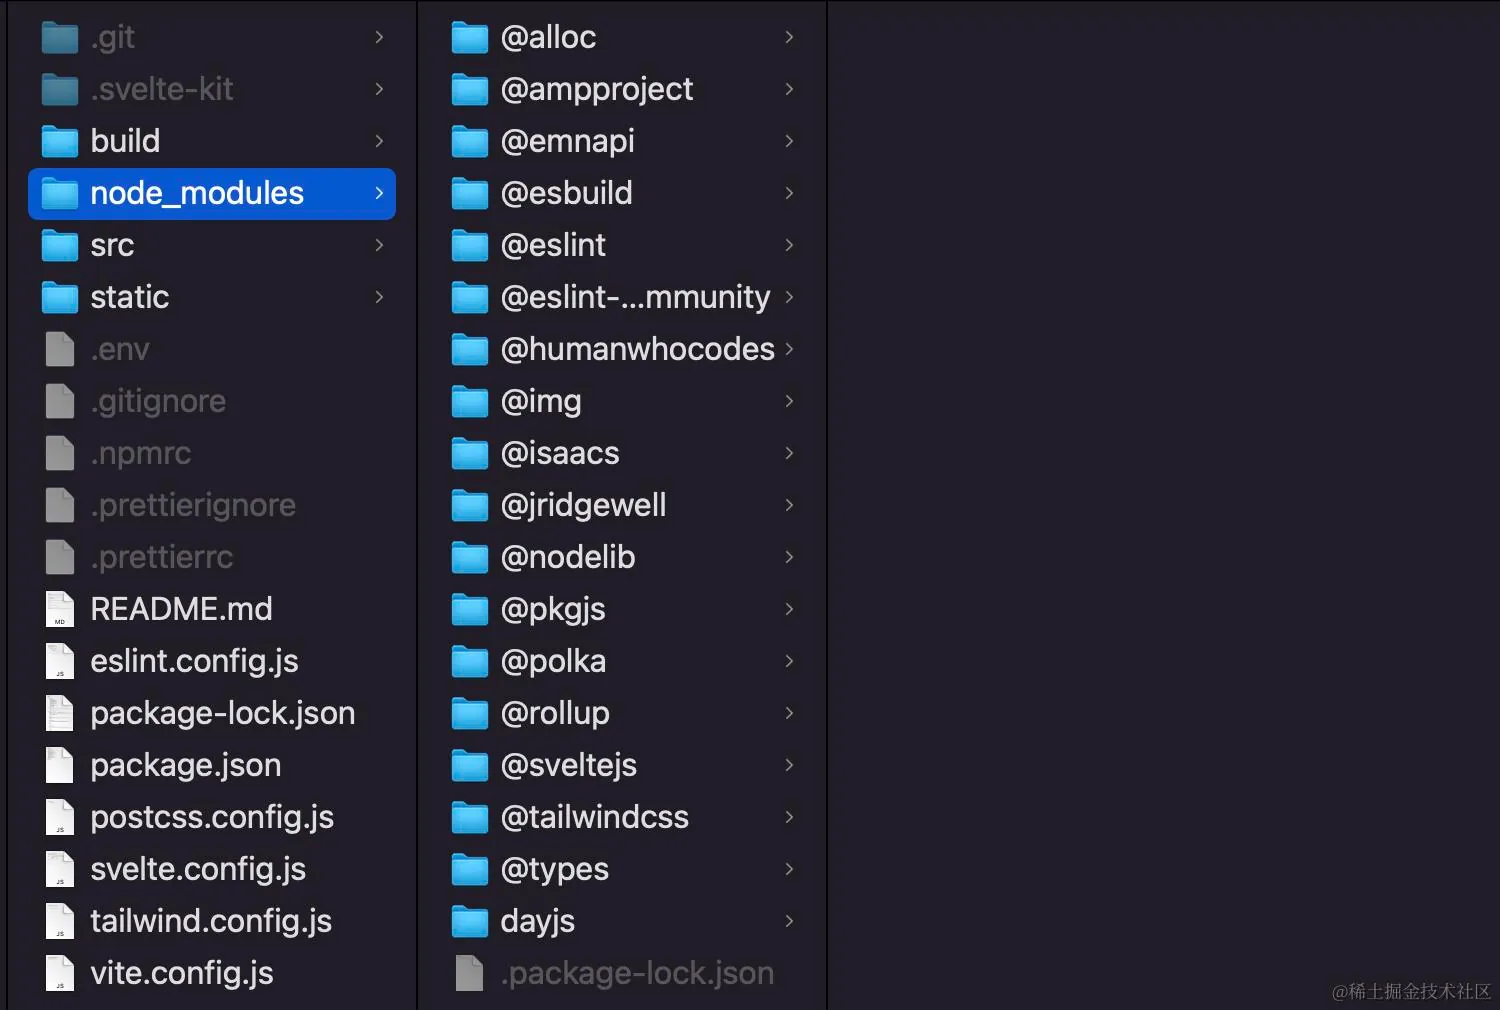 .git
.svelte-kit
build
node_modules
src
static
.env
.gitignore
.npmrc
.prettierignore
.prettierrc
README.md
eslint.config.js
package-lock.json
package.json
postcss.config.js
svelte.config.js
tailwind.config.js
vite.config.js
@alloc
@ampproject
@emnapi
@esbuild
@eslint
@eslint-...mmunity
@humanwhocodes
@img
@isaacs
@jridgewell
@nodelib
@pkgjs
@polka
@rollup
@sveltejs
@tailwindcss
@types
dayjs
.package-lock.json
@稀土掘金技术社区